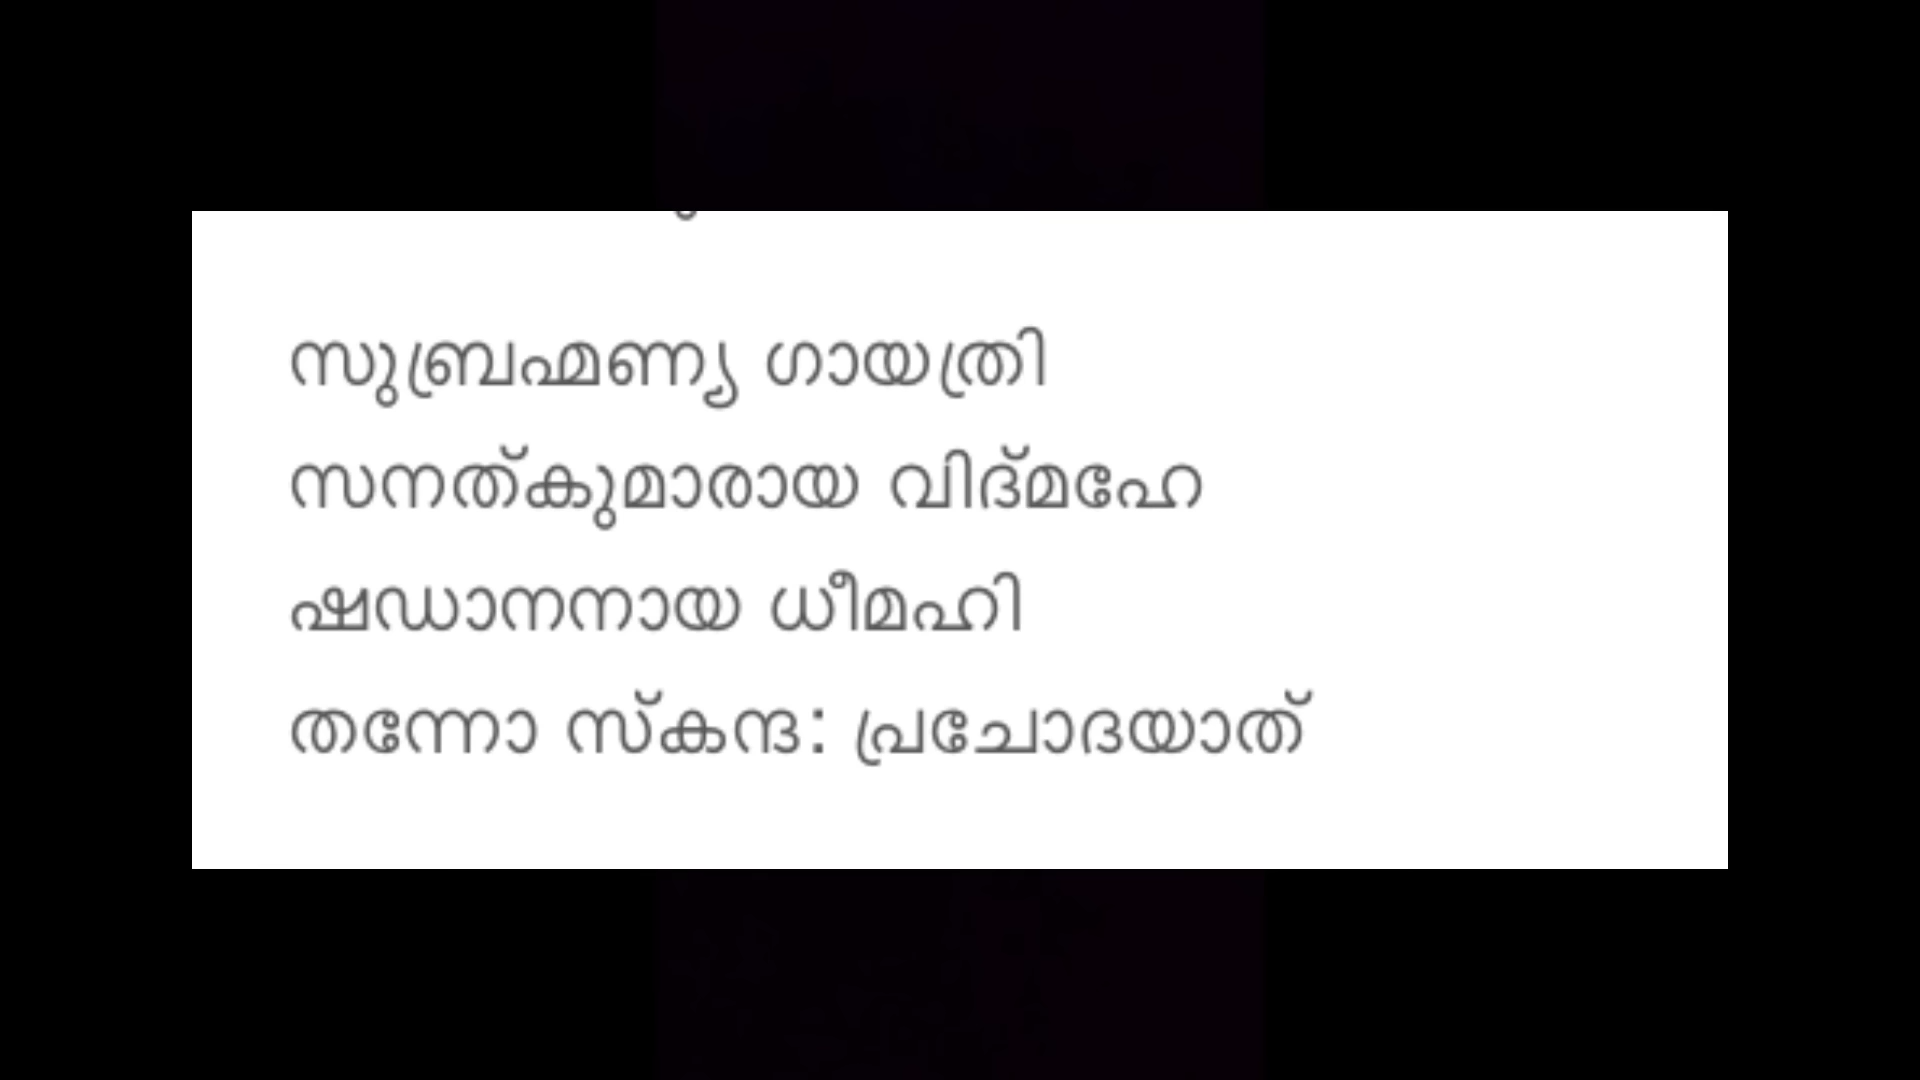 സുബ്രഹ്മണ്യ ഗായത്രി
സനത്കുമാരായ വിദ്മഹേ
ഷഡാനനായ ധീമഹി
തന്നോ സ്കന്ദ: പ്രചോദയാത്